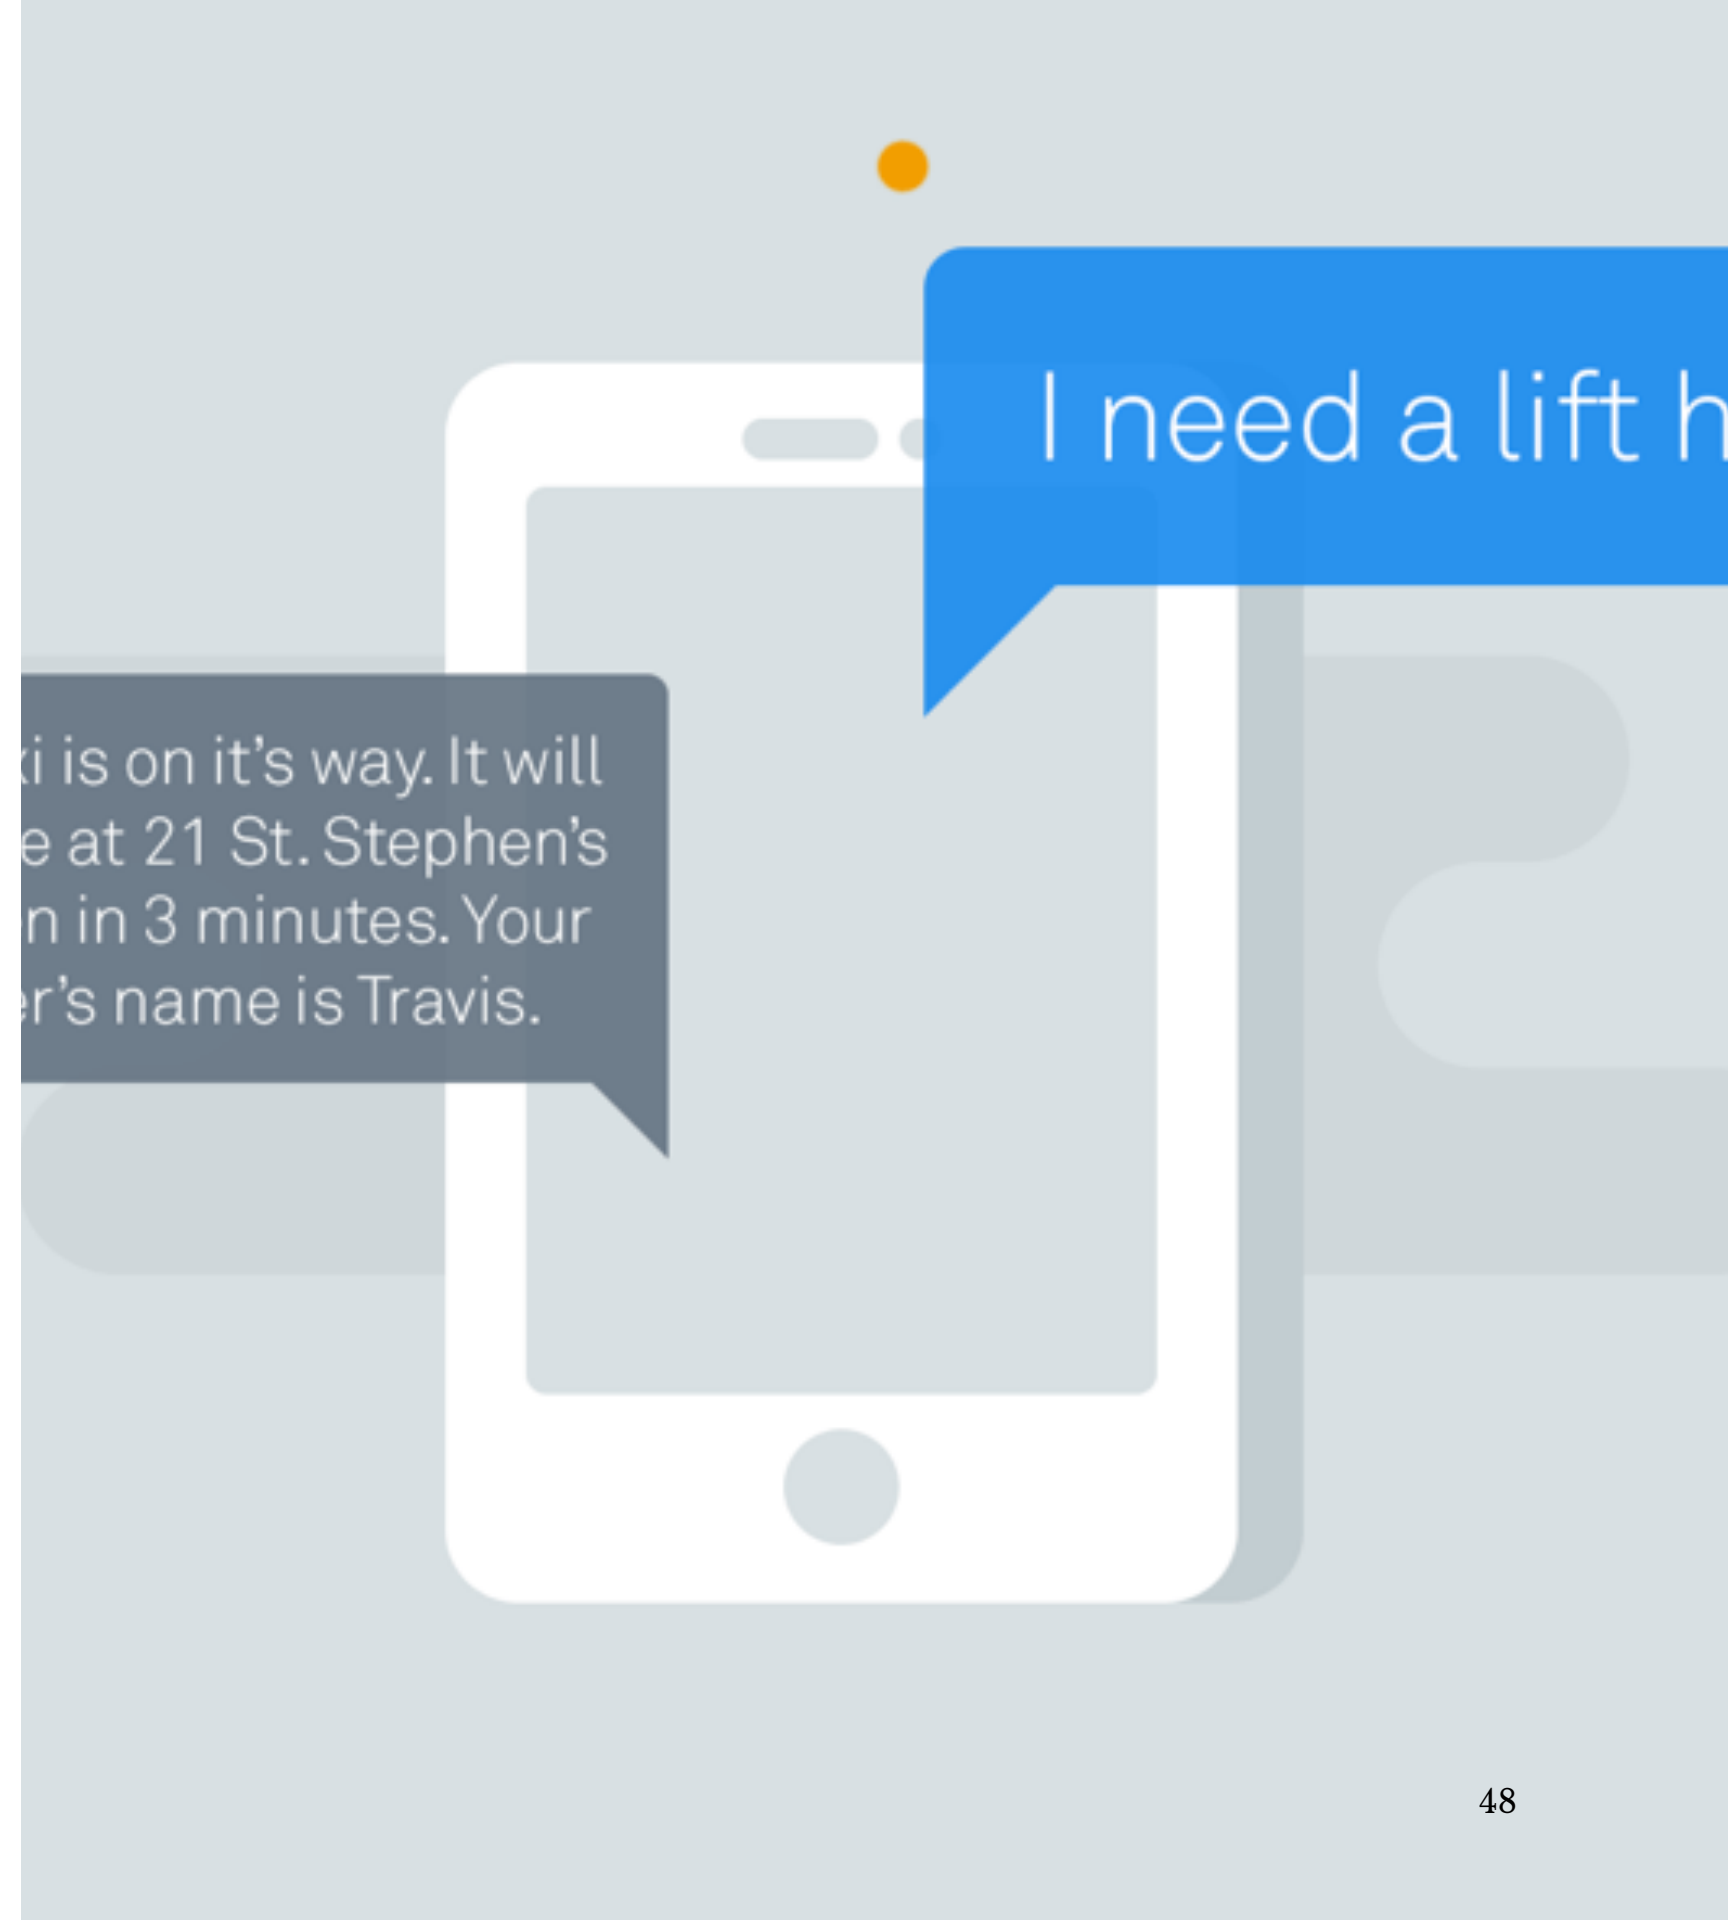 I need a lift
is on it's way. It will
at 21 St. Stephen's
in 3 minutes. Your
name is Travis.
48